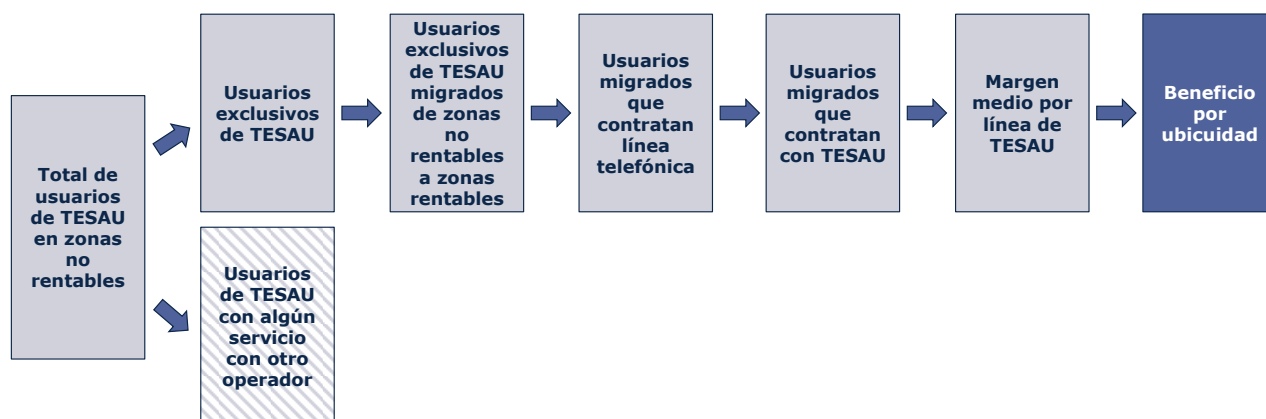 Total de
usuarios
de TESAU
en zonas
no
rentables
Usuarios
exclusivos
de TESAU
Usuarios
de TESAU
con algún
servicio
con otro
operador
Usuarios
exclusivos
de TESAU
migrados
de zonas
no
rentables
a zonas
rentables
Usuarios
migrados
que
contratan
línea
telefónica
Usuarios
migrados
que
contratan
con TESAU
Margen
medio por
línea de
TESAU
Beneficio
por
ubicuidad